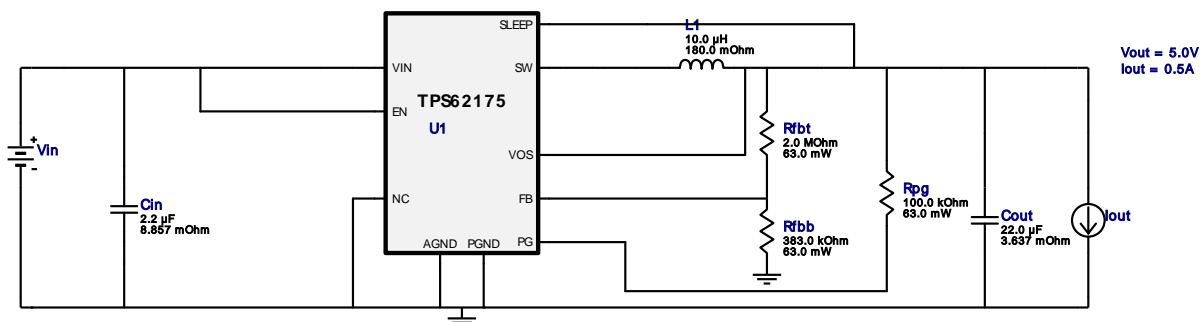 SLEEP
L1
10.0 µH
180.0 mOhm
Vout = 5.0V
Iout = 0.5A
VIN
SW
TPS62175
EN
U1
Rfbt
2.0 MOhm
63.0 mW
+
Vin
-
VOS
NC
FB
Rpg
100.0 kOhm
63.0 mW
Cin
2.2 µF
8.857 mOhm
Rfbb
383.0 kOhm
63.0 mW
Cout
22.0 µF
3.637 mOhm
Iout
AGND PGND
PG